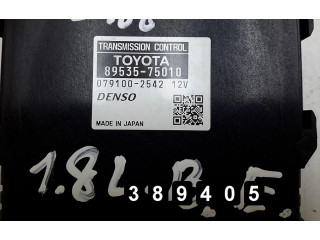 TRANSMISSION CONTROL
TOYOTA
89535-75010
079100-2542 12V
DENSO
MADE IN JAPAN
1.8L.B.E.
389405